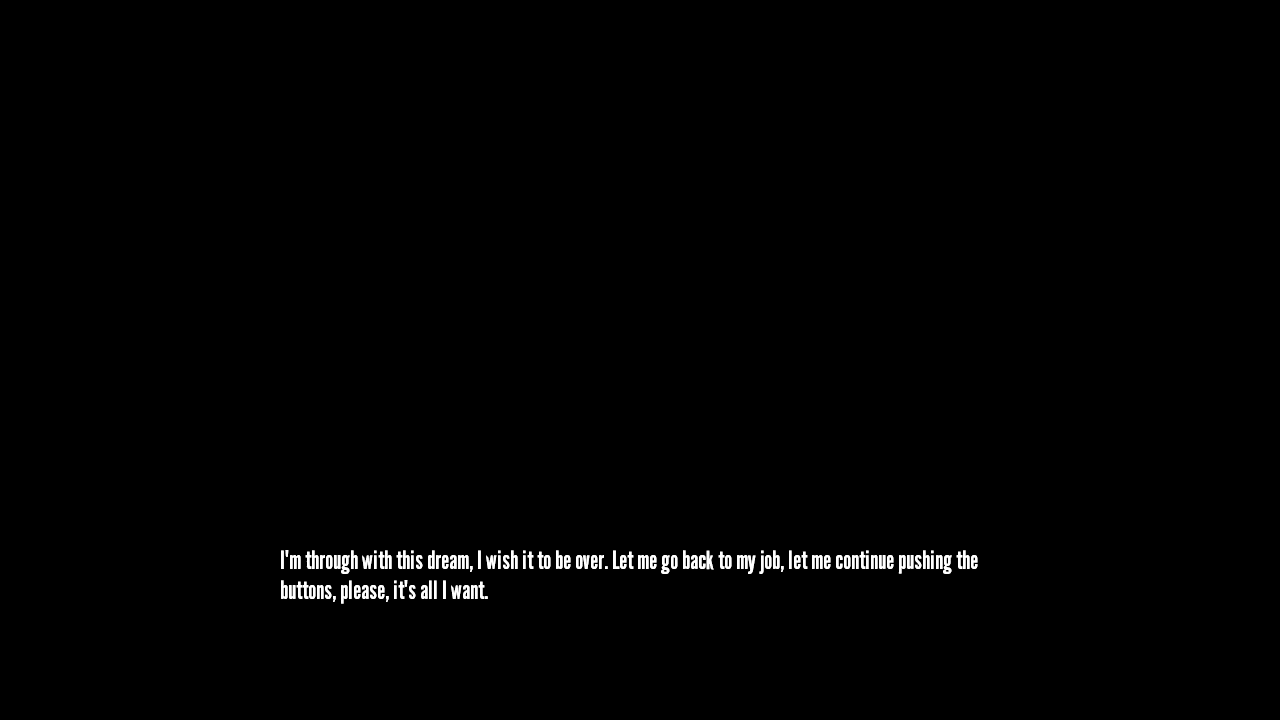 I'm through with this dream, I wish it to be over. Let me go back to my job, let me continue pushing the
buttons, please, it's all I want.